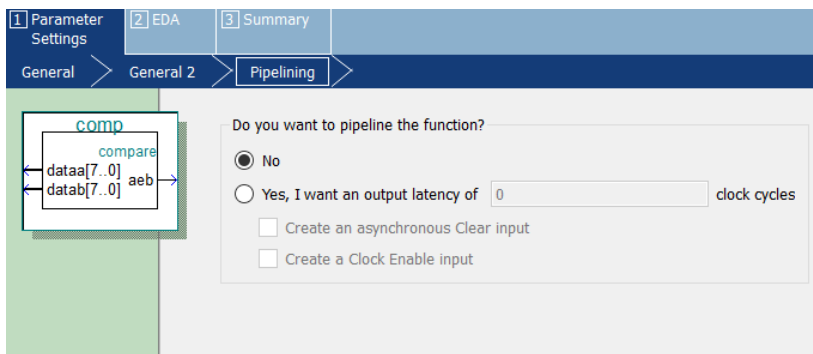 1 Parameter Settings
2 EDA
3 Summary
General
General 2
Pipelining
comp
compare
dataa[7..0]
datab[7..0]
aeb
Do you want to pipeline the function?
No
Yes, I want an output latency of 0 clock cycles
Create an asynchronous Clear input
Create a Clock Enable input